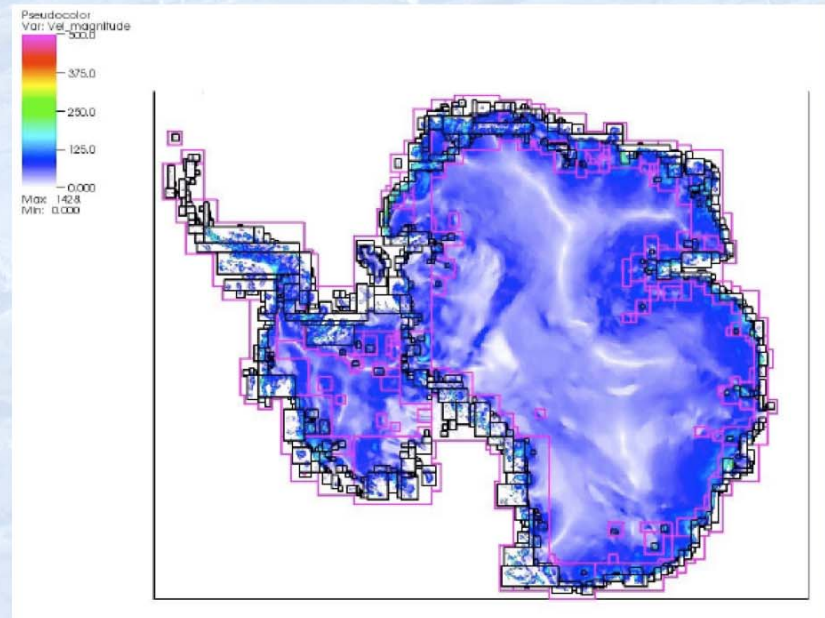 Pseudocolor
Var: Vel_magnitude
500.0
375.0
250.0
125.0
0.000
Max: 1428.
Min: 0.000